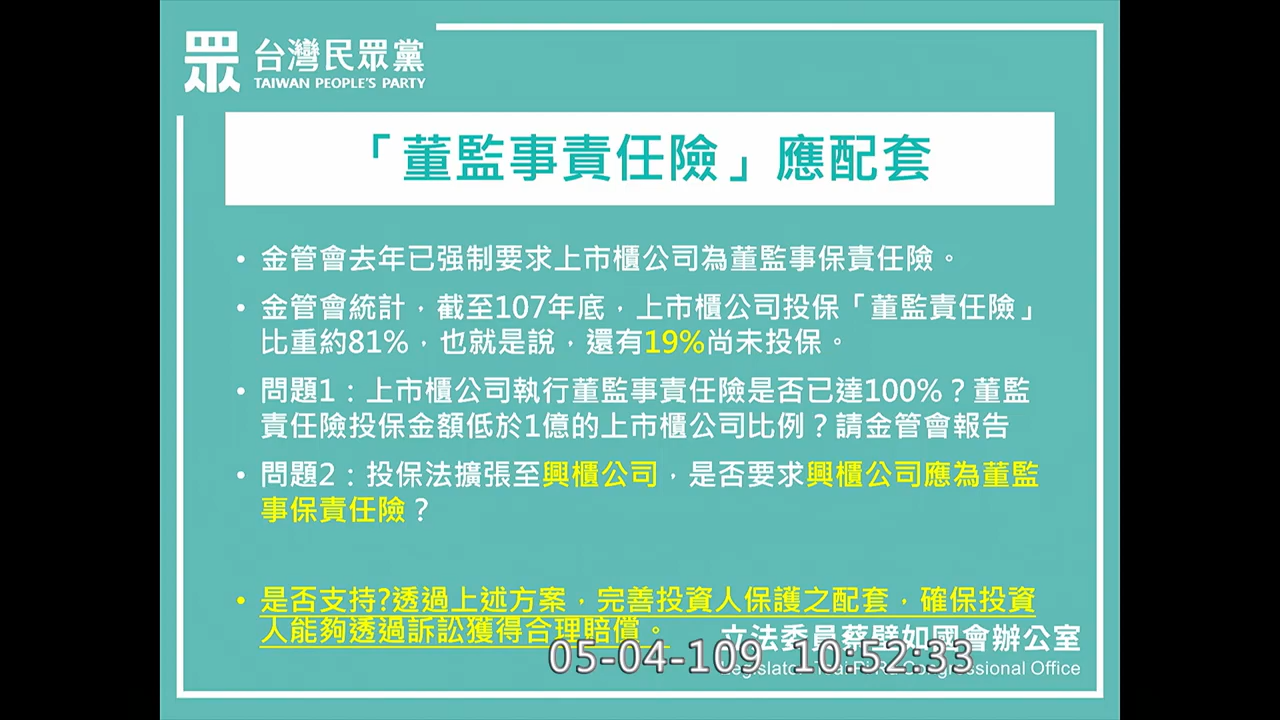 眾 台灣民眾黨
TAIWAN PEOPLE'S PARTY
「董監事責任險」應配套
• 金管會去年已强制要求上市櫃公司為董監事保責任險。
• 金管會統計，截至107年底，上市櫃公司投保「董監責任險」
比重約81%，也就是說，還有19%尚未投保。
• 問題1：上市櫃公司執行董監事責任險是否已達100%？董監
責任險投保金額低於1億的上市櫃公司比例？請金管會報告
• 問題2：投保法擴張至興櫃公司，是否要求興櫃公司應為董監
事保責任險？
• 是否支持?透過上述方案，完善投資人保護之配套，確保投資
人能夠透過訴訟獲得合理賠償。
立法委員蔡壁如國會辦公室
Congressional Office
05-04-109 10:52:33